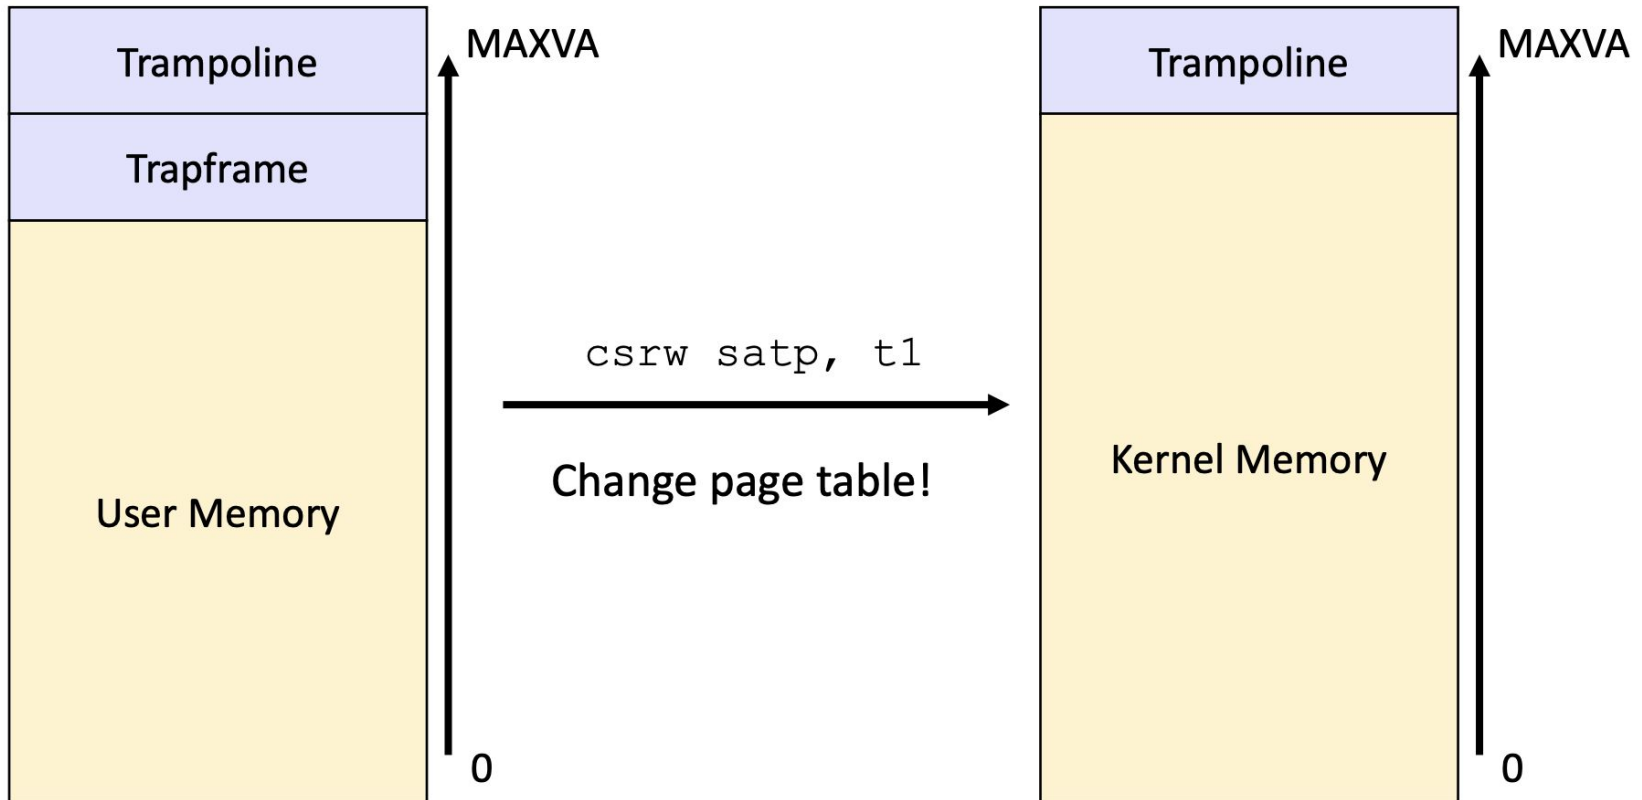 Trampoline
Trapframe
User Memory
MAXVA
0
csrw satp, t1
Change page table!
Trampoline
Kernel Memory
MAXVA
0